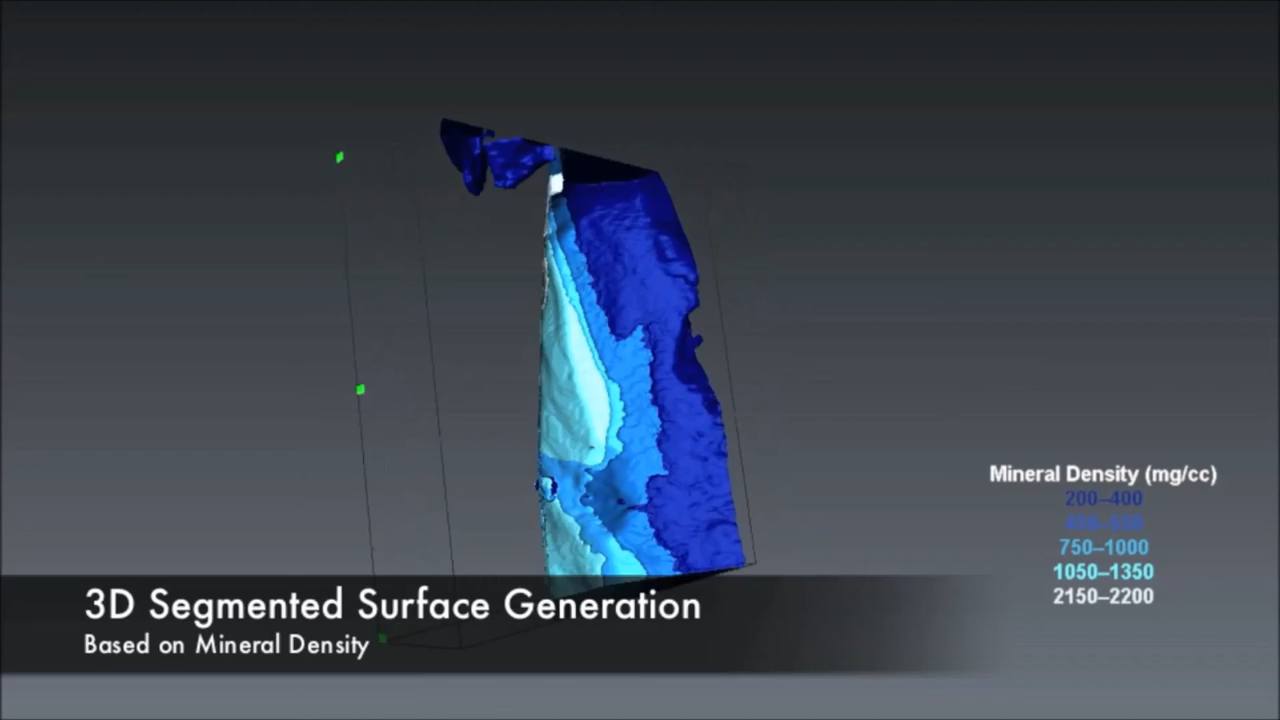 Mineral Density (mg/cc)
200–400
750–1000
1050–1350
2150–2200
3D Segmented Surface Generation
Based on Mineral Density